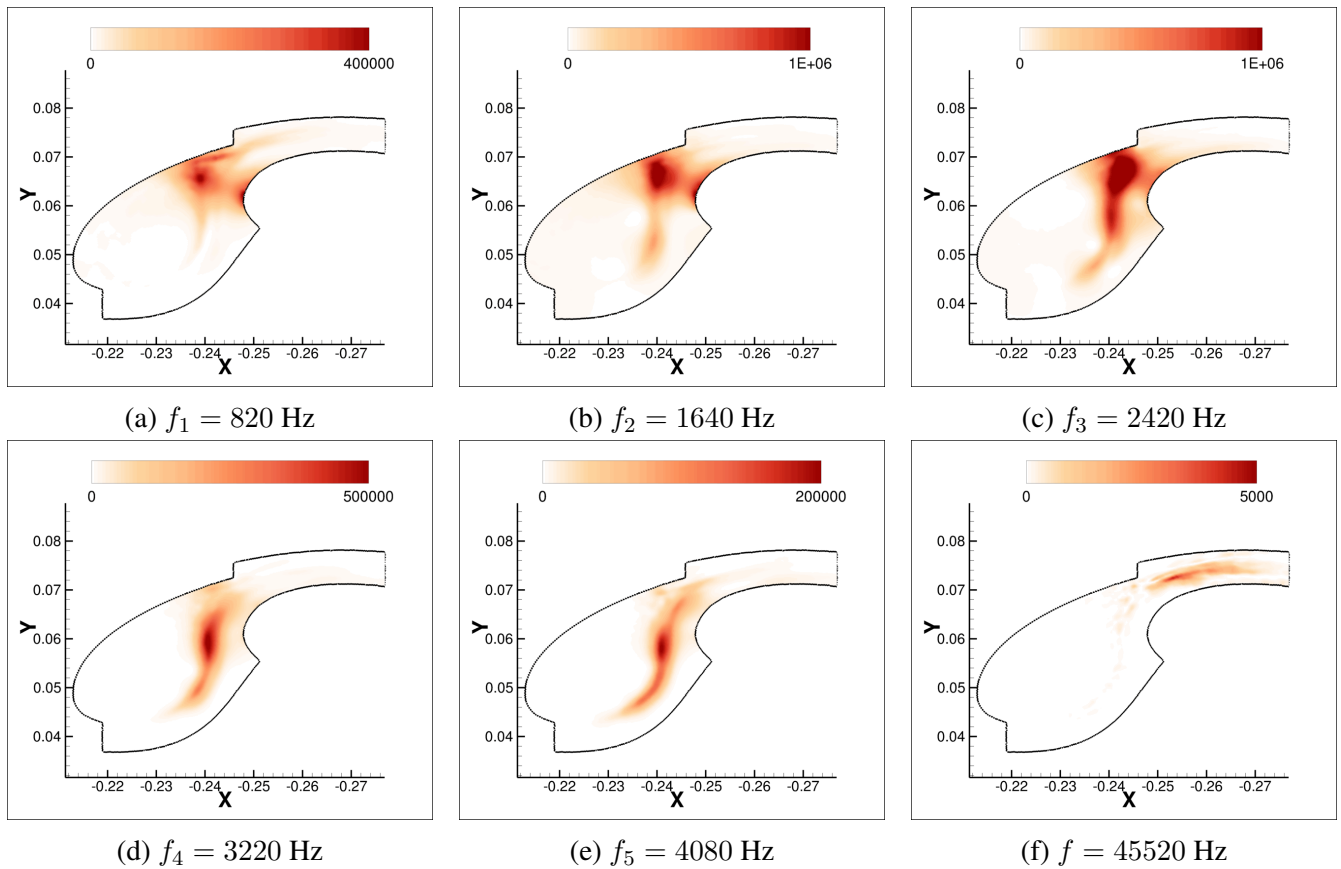 0 400000
0 1E+06
0 1E+06
0.08 0.08 0.08
0.07 0.07 0.07
Y 0.06 Y 0.06 Y 0.06
0.05 0.05 0.05
0.04 0.04 0.04
-0.22 -0.23 -0.24 -0.25 -0.26 -0.27
-0.22 -0.23 -0.24 -0.25 -0.26 -0.27
-0.22 -0.23 -0.24 -0.25 -0.26 -0.27
X X X
(a) f₁ = 820 Hz
(b) f₂ = 1640 Hz
(c) f₃ = 2420 Hz
0 500000
0 200000
0 5000
0.08 0.08 0.08
0.07 0.07 0.07
Y 0.06 Y 0.06 Y 0.06
0.05 0.05 0.05
0.04 0.04 0.04
-0.22 -0.23 -0.24 -0.25 -0.26 -0.27
-0.22 -0.23 -0.24 -0.25 -0.26 -0.27
-0.22 -0.23 -0.24 -0.25 -0.26 -0.27
X X X
(d) f₄ = 3220 Hz
(e) f₅ = 4080 Hz
(f) f = 45520 Hz